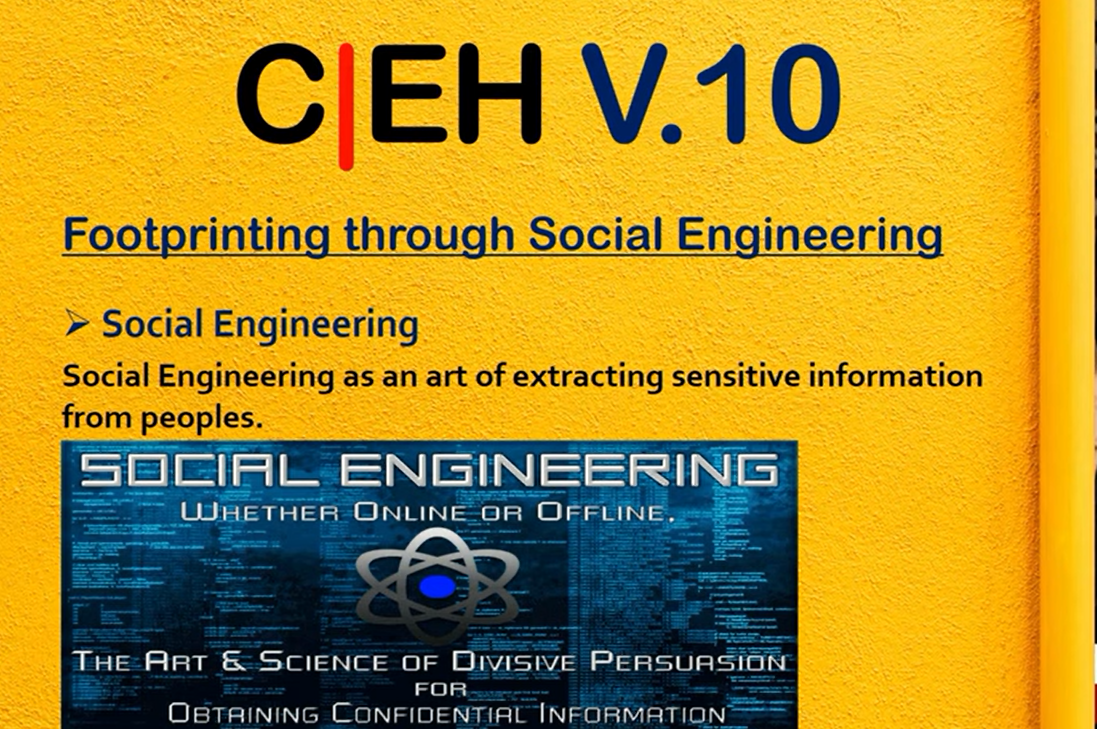 C|EH V.10
Footprinting through Social Engineering
➢ Social Engineering
Social Engineering as an art of extracting sensitive information
from peoples.
SOCIAL ENGINEERING
WHETHER ONLINE OR OFFLINE,
THE ART & SCIENCE OF DIVISIVE PERSUASION
FOR
OBTAINING CONFIDENTIAL INFORMATION